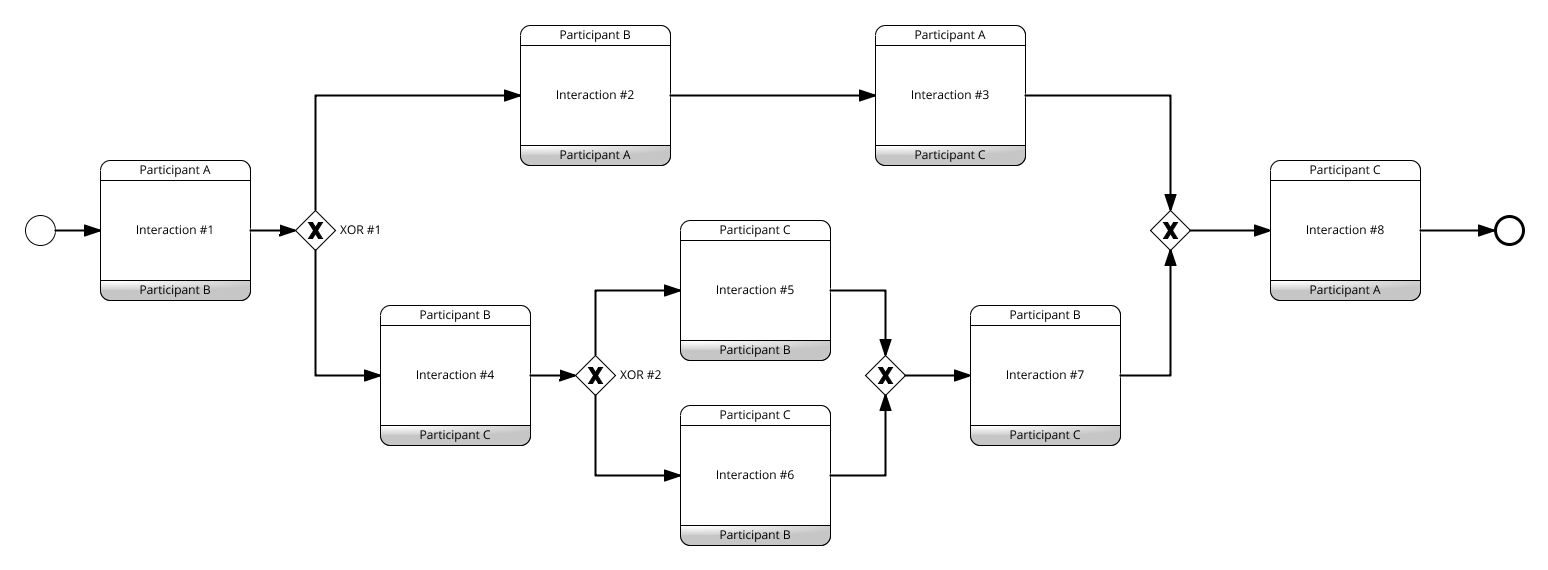 Participant B
Interaction #2
Participant A
Participant A
Interaction #3
Participant C
Participant A
Interaction #1
Participant B
XOR #1
Participant C
Interaction #8
Participant A
Participant C
Interaction #5
Participant B
Participant B
Interaction #4
Participant C
XOR #2
Participant B
Interaction #7
Participant C
Participant C
Interaction #6
Participant B